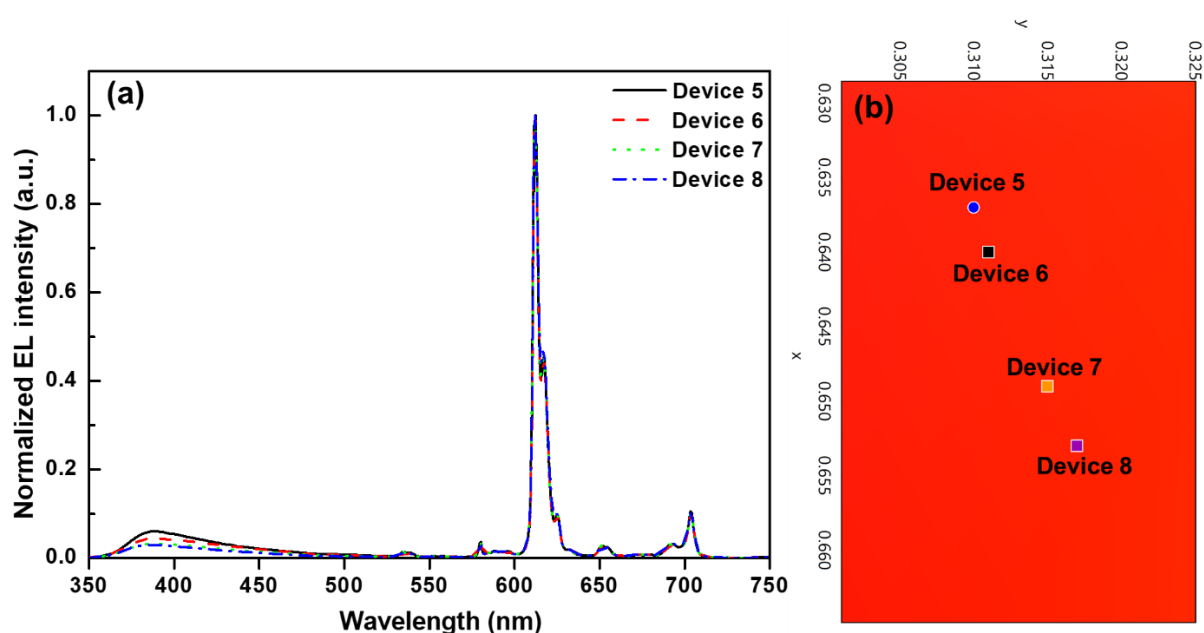 (a)
Device 5
Device 6
Device 7
Device 8
1.0
0.8
0.6
0.4
0.2
0.0
Normalized EL intensity (a.u.)
350 400 450 500 550 600 650 700 750
Wavelength (nm)
y
0.305 0.310 0.315 0.320 0.325
(b)
0.630
0.635
0.640
0.645
0.650
0.655
0.660
x
Device 5
Device 6
Device 7
Device 8